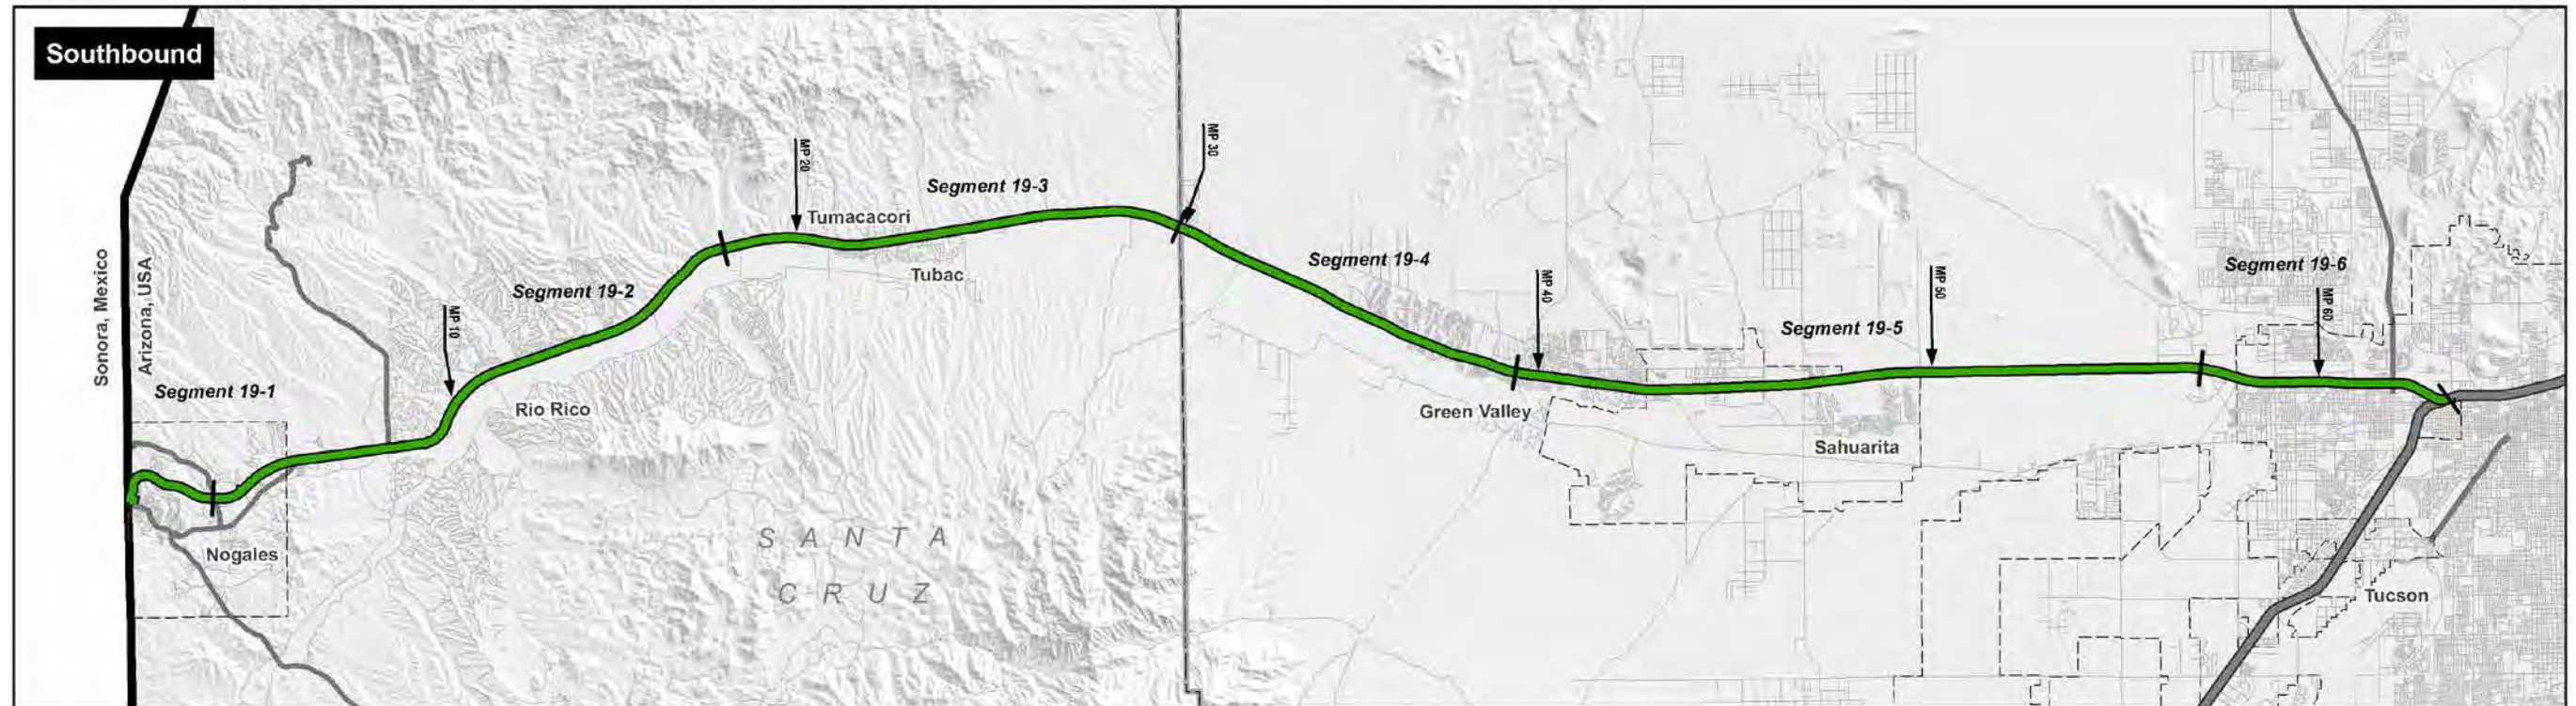 Southbound
Sonora, Mexico
Arizona, USA
Segment 19-1
Nogales
MP 10
Rio Rico
Segment 19-2
MP 20
Tumacacori
Tubac
Segment 19-3
SANTA
CRUZ
MP 30
Segment 19-4
MP 40
Green Valley
Segment 19-5
Sahuarita
MP 50
Segment 19-6
MP 60
Tucson